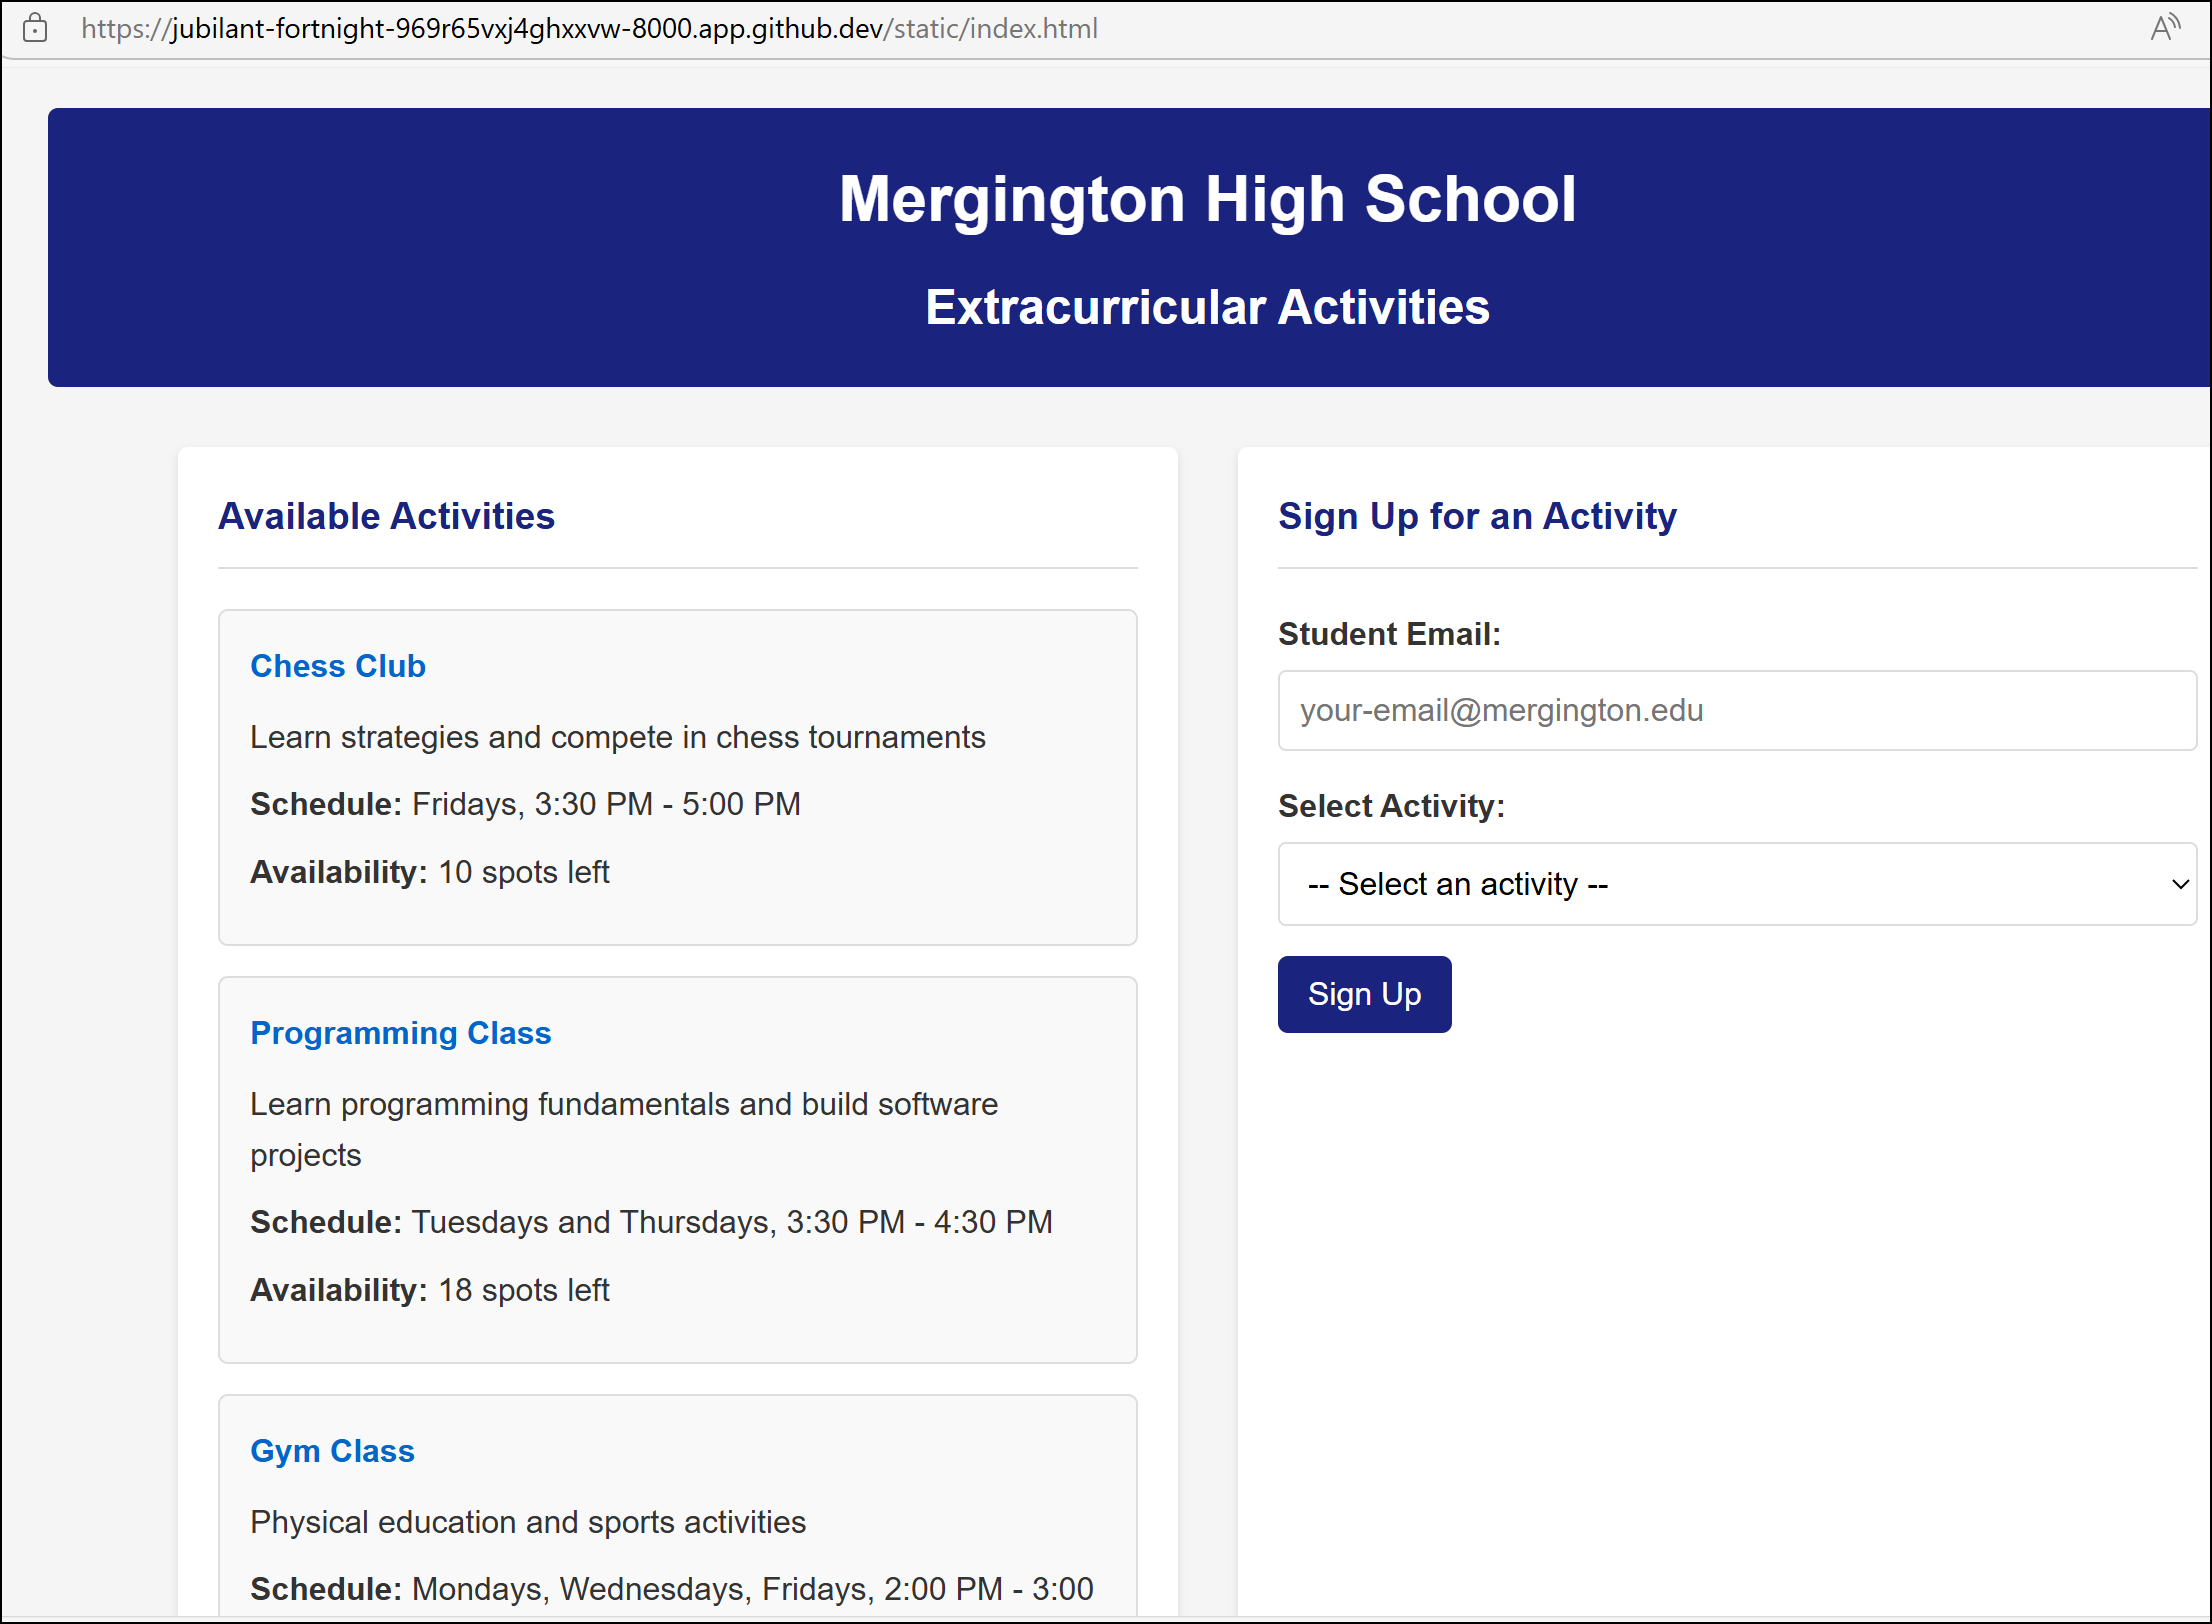 https://jubilant-fortnight-969r65vxj4ghxxvw-8000.app.github.dev/static/index.html
Mergington High School
Extracurricular Activities
Available Activities
Chess Club
Learn strategies and compete in chess tournaments
Schedule: Fridays, 3:30 PM - 5:00 PM
Availability: 10 spots left
Programming Class
Learn programming fundamentals and build software
projects
Schedule: Tuesdays and Thursdays, 3:30 PM - 4:30 PM
Availability: 18 spots left
Gym Class
Physical education and sports activities
Schedule: Mondays, Wednesdays, Fridays, 2:00 PM - 3:00
Sign Up for an Activity
Student Email:
your-email@mergington.edu
Select Activity:
-- Select an activity --
Sign Up